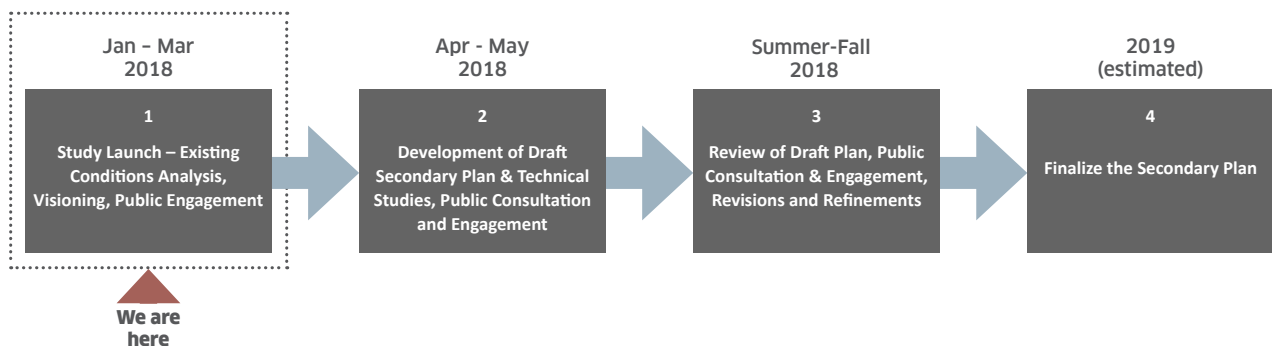 Jan – Mar
2018
1
Study Launch – Existing
Conditions Analysis,
Visioning, Public Engagement
We are
here
Apr - May
2018
2
Development of Draft
Secondary Plan & Technical
Studies, Public Consultation
and Engagement
Summer-Fall
2018
3
Review of Draft Plan, Public
Consultation & Engagement,
Revisions and Refinements
2019
(estimated)
4
Finalize the Secondary Plan